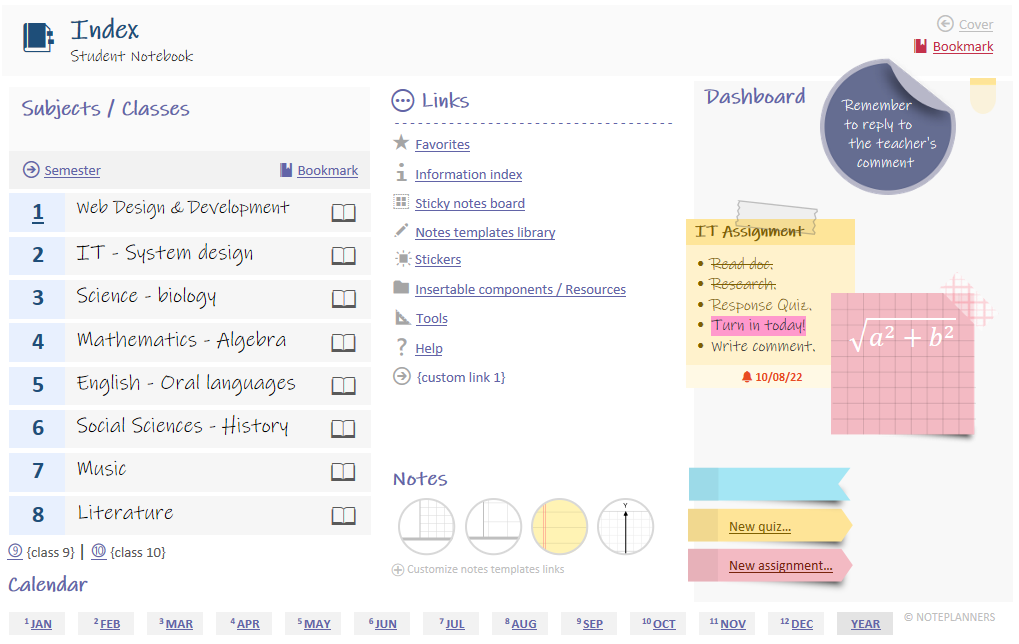 Index
Student Notebook
Cover
Bookmark
Subjects / Classes
Semester
Bookmark
1 Web Design & Development
2 IT - System design
3 Science - biology
4 Mathematics - Algebra
5 English - Oral languages
6 Social Sciences - History
7 Music
8 Literature
⑨ {class 9} | ⑩ {class 10}
Links
Favorites
Information index
Sticky notes board
Notes templates library
Stickers
Insertable components / Resources
Tools
? Help
{custom link 1}
Notes
Y
Customize notes templates links
Dashboard
Remember
to reply to
the teacher's
comment
IT Assignment
• Read doc.
• Research.
• Response Quiz.
• Turn in today!
• Write comment.
10/08/22
√a² + b²
New quiz...
New assignment...
Calendar
1 JAN 2 FEB 3 MAR 4 APR 5 MAY 6 JUN 7 JUL 8 AUG 9 SEP 10 OCT 11 NOV 12 DEC YEAR © NOTEPLANNERS